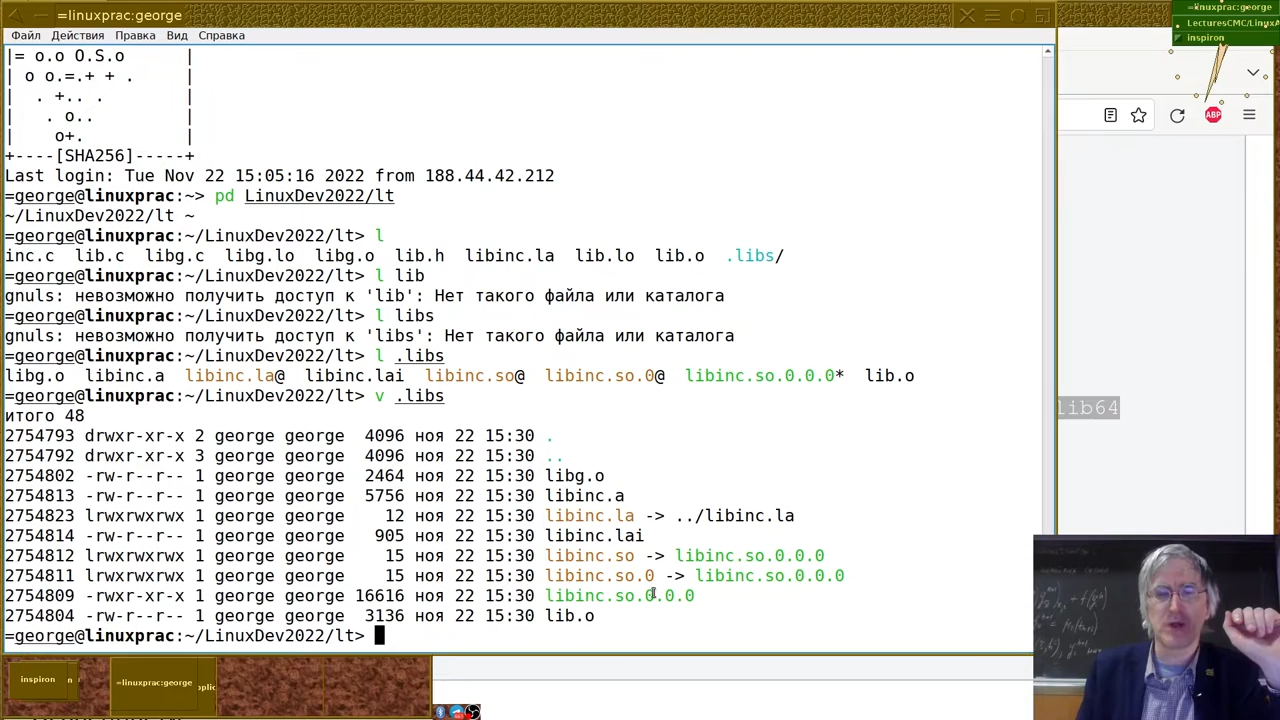 =linuxprac:george
=linuxprac:george
LecturesCMC/LinuxA
inspiron
Файл Действия Правка Вид Справка
|= o.o O.S.o      |
| o o.=.+ + .     |
|  . +.. .        |
|   . o..         |
|    o+.          |
+----[SHA256]-----+
Last login: Tue Nov 22 15:05:16 2022 from 188.44.42.212
=george@linuxprac:~> pd LinuxDev2022/lt
~/LinuxDev2022/lt ~
=george@linuxprac:~/LinuxDev2022/lt> l
inc.c  lib.c  libg.c  libg.lo  libg.o  lib.h  libinc.la  lib.lo  lib.o  .libs/
=george@linuxprac:~/LinuxDev2022/lt> l lib
gnuls: невозможно получить доступ к 'lib': Нет такого файла или каталога
=george@linuxprac:~/LinuxDev2022/lt> l libs
gnuls: невозможно получить доступ к 'libs': Нет такого файла или каталога
=george@linuxprac:~/LinuxDev2022/lt> l .libs
libg.o  libinc.a  libinc.la@  libinc.lai  libinc.so@  libinc.so.0@  libinc.so.0.0.0*  lib.o
=george@linuxprac:~/LinuxDev2022/lt> v .libs
итого 48
2754793 drwxr-xr-x 2 george george  4096 ноя 22 15:30 .
2754792 drwxr-xr-x 3 george george  4096 ноя 22 15:30 ..
2754802 -rw-r--r-- 1 george george  2464 ноя 22 15:30 libg.o
2754813 -rw-r--r-- 1 george george  5756 ноя 22 15:30 libinc.a
2754823 lrwxrwxrwx 1 george george    12 ноя 22 15:30 libinc.la -> ../libinc.la
2754814 -rw-r--r-- 1 george george   905 ноя 22 15:30 libinc.lai
2754812 lrwxrwxrwx 1 george george    15 ноя 22 15:30 libinc.so -> libinc.so.0.0.0
2754811 lrwxrwxrwx 1 george george    15 ноя 22 15:30 libinc.so.0 -> libinc.so.0.0.0
2754809 -rwxr-xr-x 1 george george 16616 ноя 22 15:30 libinc.so.0.0.0
2754804 -rw-r--r-- 1 george george  3136 ноя 22 15:30 lib.o
=george@linuxprac:~/LinuxDev2022/lt>
ABP
lib64
inspiron
=linuxprac:george